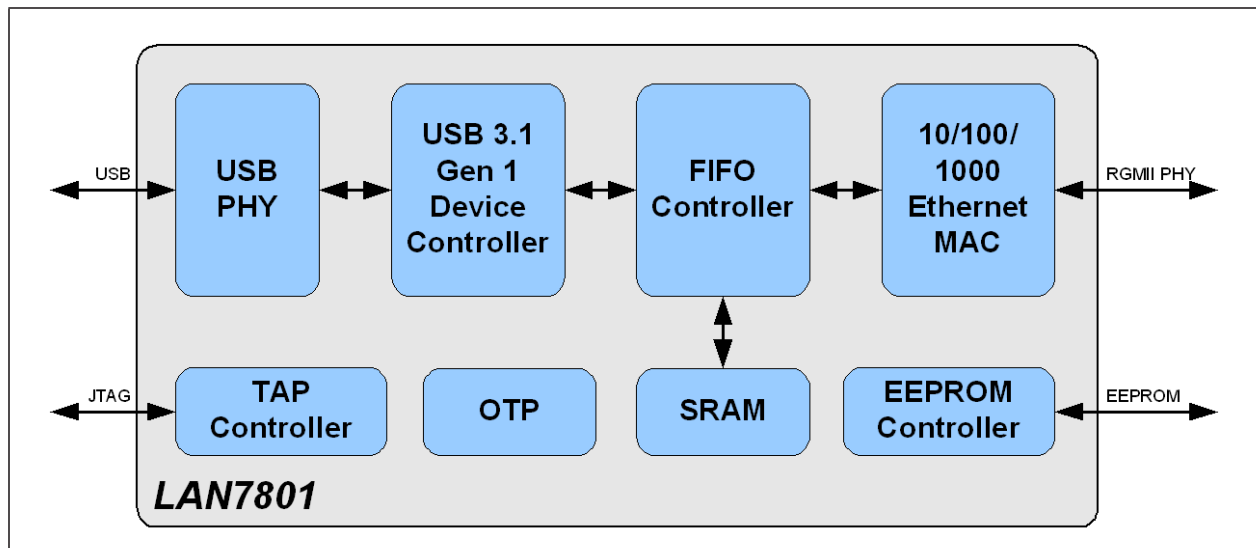 USB
USB
PHY
USB 3.1
Gen 1
Device
Controller
FIFO
Controller
10/100/
1000
Ethernet
MAC
RGMII PHY
JTAG
TAP
Controller
OTP
SRAM
EEPROM
Controller
EEPROM
LAN7801